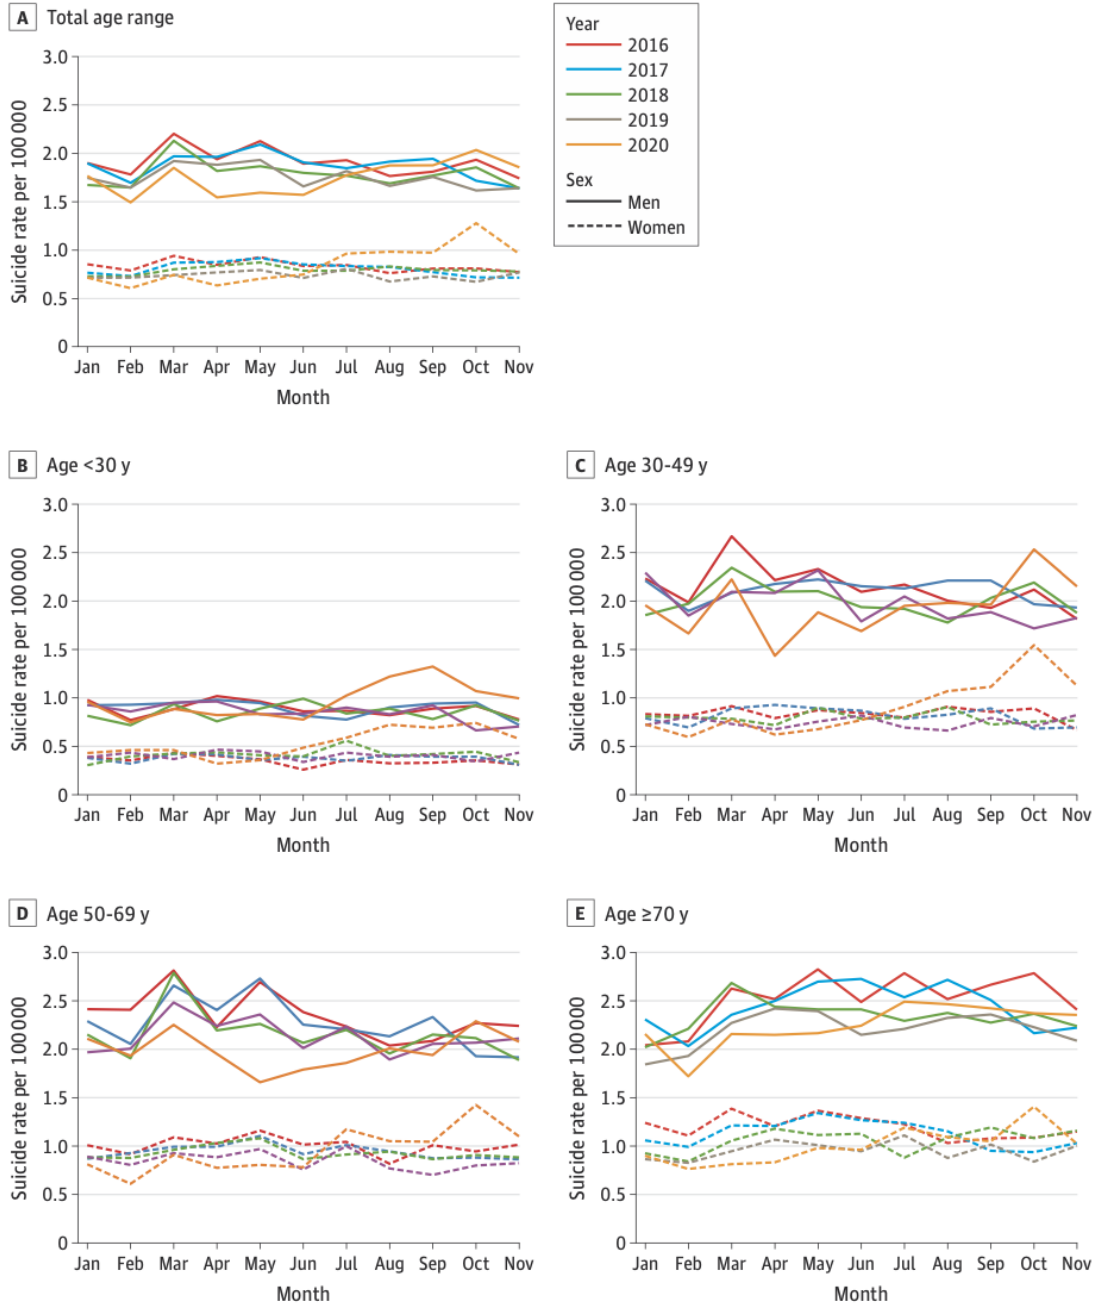 A Total age range
Suicide rate per 100 000
3.0
2.5
2.0
1.5
1.0
0.5
0
Jan Feb Mar Apr May Jun Jul Aug Sep Oct Nov
Month
Year
2016
2017
2018
2019
2020
Sex
Men
Women
B Age <30 y
Suicide rate per 100 000
3.0
2.5
2.0
1.5
1.0
0.5
0
Jan Feb Mar Apr May Jun Jul Aug Sep Oct Nov
Month
C Age 30-49 y
Suicide rate per 100 000
3.0
2.5
2.0
1.5
1.0
0.5
0
Jan Feb Mar Apr May Jun Jul Aug Sep Oct Nov
Month
D Age 50-69 y
Suicide rate per 100 000
3.0
2.5
2.0
1.5
1.0
0.5
0
Jan Feb Mar Apr May Jun Jul Aug Sep Oct Nov
Month
E Age ≥70 y
Suicide rate per 100 000
3.0
2.5
2.0
1.5
1.0
0.5
0
Jan Feb Mar Apr May Jun Jul Aug Sep Oct Nov
Month